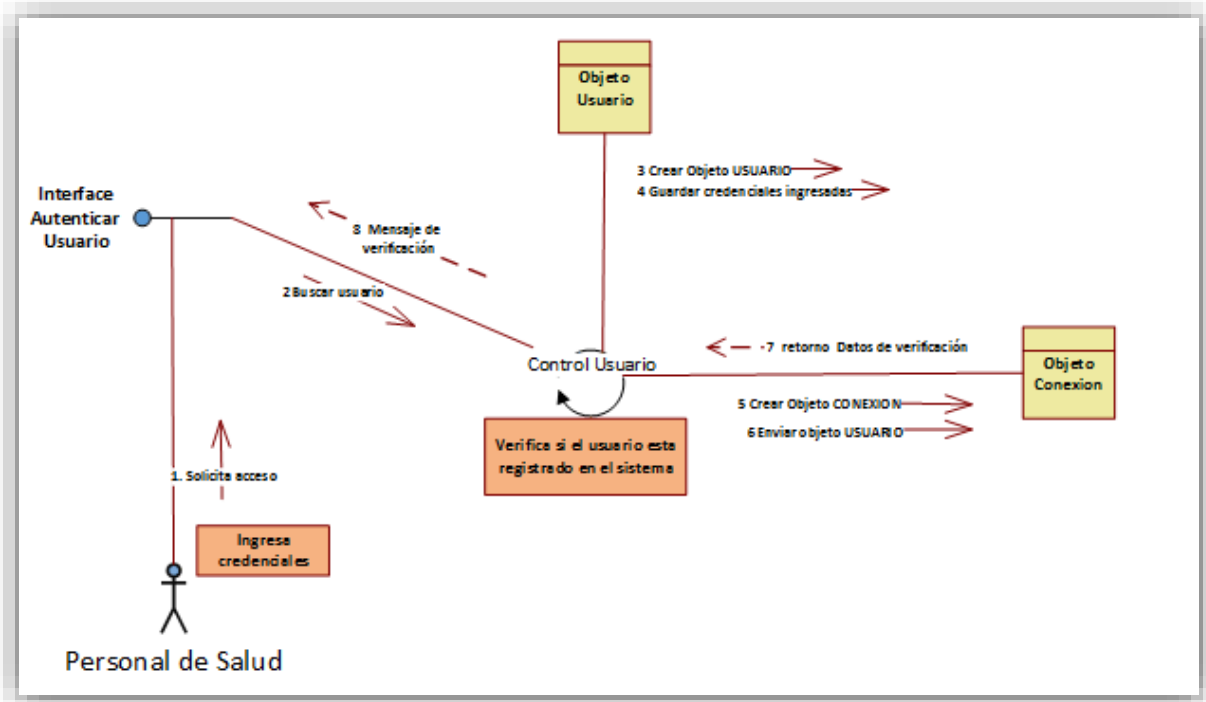 Objeto
Usuario
3 Crear Objeto USUARIO
4 Guardar credenciales ingresadas
Interface
Autenticar
Usuario
8 Mensaje de
verificación
2 Buscar usuario
Control Usuario
-7 retorno Datos de verificación
Objeto
Conexion
5 Crear Objeto CONEXION
6 Enviar objeto USUARIO
Verifica si el usuario esta
registrado en el sistema
1. Solicita acceso
Ingresa
credenciales
Personal de Salud